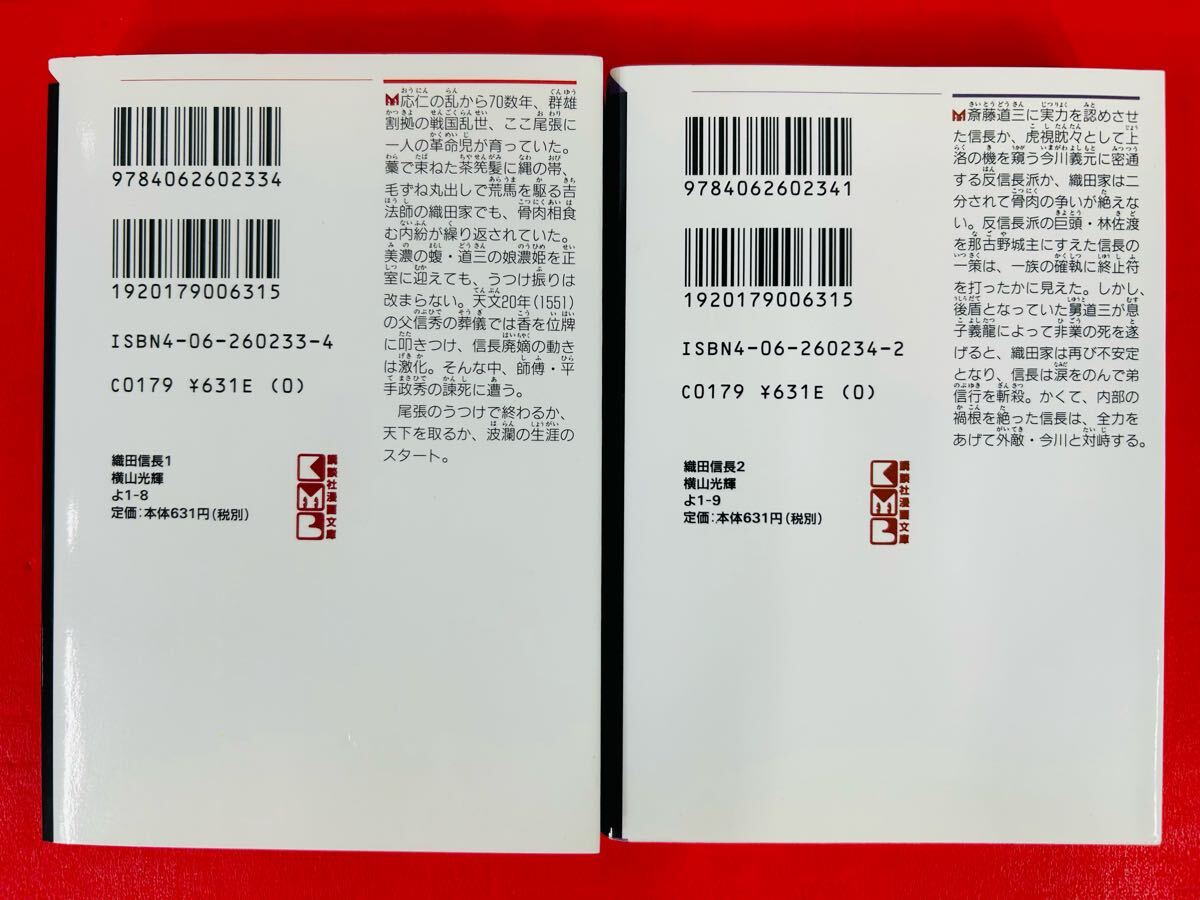 9784062602334
1920179006315
ISBN4-06-260233-4
C0179 ¥631E (0)
織田信長1
横山光輝
よ1-8
定価：本体631円(税別)
KMB
講談社漫画文庫
応仁の乱から70数年、群雄
割拠の戦国乱世、ここ尾張に
一人の革命児が育っていた。
藁で束ねた茶筅髪に縄の帯、
毛ずね丸出しで荒馬を駆る吉
法師の織田家でも、骨肉相食
む内紛が繰り返されていた。
美濃の蝮・道三の娘濃姫を正
室に迎えても、うつけ振りは
改まらない。天文20年(1551)
の父信秀の葬儀では香を位牌
に叩きつけ、信長廃嫡の動き
は激化。そんな中、師傅・平
手政秀の諫死に遭う。
尾張のうつけで終わるか、
天下を取るか、波瀾の生涯の
スタート。
9784062602341
1920179006315
ISBN4-06-260234-2
C0179 ¥631E (0)
織田信長2
横山光輝
よ1-9
定価：本体631円(税別)
KMB
講談社漫画文庫
斎藤道三に実力を認めさせ
た信長か、虎視眈々として上
洛の機を窺う今川義元に密通
する反信長派か、織田家は二
分されて骨肉の争いが絶えな
い。反信長派の巨頭・林佐渡
を那古野城主にすえた信長の
一策は、一族の確執に終止符
を打ったかに見えた。しかし、
後盾となっていた舅道三が息
子義龍によって非業の死を遂
げると、織田家は再び不安定
となり、信長は涙をのんで弟
信行を斬殺。かくて、内部の
禍根を絶った信長は、全力を
あげて外敵・今川と対峙する。